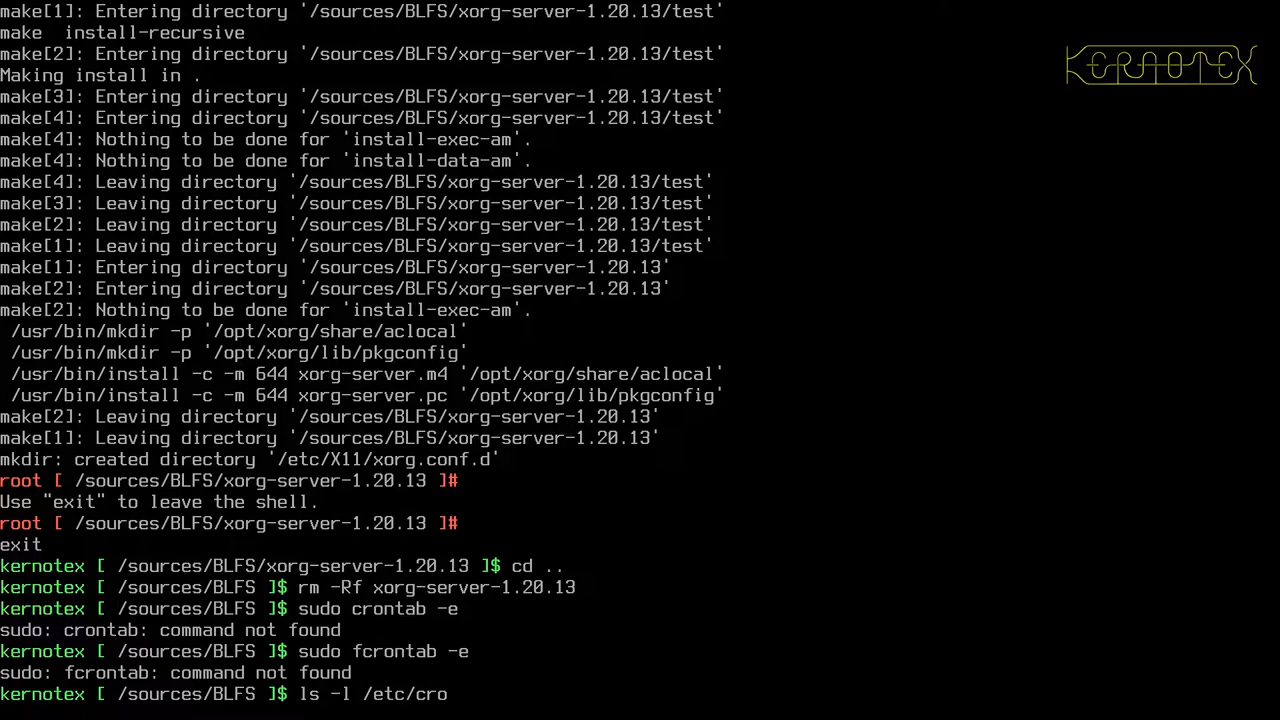 make[1]: Entering directory '/sources/BLFS/xorg-server-1.20.13/test'
make  install-recursive
make[2]: Entering directory '/sources/BLFS/xorg-server-1.20.13/test'
Making install in .
make[3]: Entering directory '/sources/BLFS/xorg-server-1.20.13/test'
make[4]: Entering directory '/sources/BLFS/xorg-server-1.20.13/test'
make[4]: Nothing to be done for 'install-exec-am'.
make[4]: Nothing to be done for 'install-data-am'.
make[4]: Leaving directory '/sources/BLFS/xorg-server-1.20.13/test'
make[3]: Leaving directory '/sources/BLFS/xorg-server-1.20.13/test'
make[2]: Leaving directory '/sources/BLFS/xorg-server-1.20.13/test'
make[1]: Leaving directory '/sources/BLFS/xorg-server-1.20.13/test'
make[1]: Entering directory '/sources/BLFS/xorg-server-1.20.13'
make[2]: Entering directory '/sources/BLFS/xorg-server-1.20.13'
make[2]: Nothing to be done for 'install-exec-am'.
 /usr/bin/mkdir -p '/opt/xorg/share/aclocal'
 /usr/bin/mkdir -p '/opt/xorg/lib/pkgconfig'
 /usr/bin/install -c -m 644 xorg-server.m4 '/opt/xorg/share/aclocal'
 /usr/bin/install -c -m 644 xorg-server.pc '/opt/xorg/lib/pkgconfig'
make[2]: Leaving directory '/sources/BLFS/xorg-server-1.20.13'
make[1]: Leaving directory '/sources/BLFS/xorg-server-1.20.13'
mkdir: created directory '/etc/X11/xorg.conf.d'
root [ /sources/BLFS/xorg-server-1.20.13 ]#
Use "exit" to leave the shell.
root [ /sources/BLFS/xorg-server-1.20.13 ]#
exit
kernotex [ /sources/BLFS/xorg-server-1.20.13 ]$ cd ..
kernotex [ /sources/BLFS ]$ rm -Rf xorg-server-1.20.13
kernotex [ /sources/BLFS ]$ sudo crontab -e
sudo: crontab: command not found
kernotex [ /sources/BLFS ]$ sudo fcrontab -e
sudo: fcrontab: command not found
kernotex [ /sources/BLFS ]$ ls -l /etc/cro
KERNOTEX